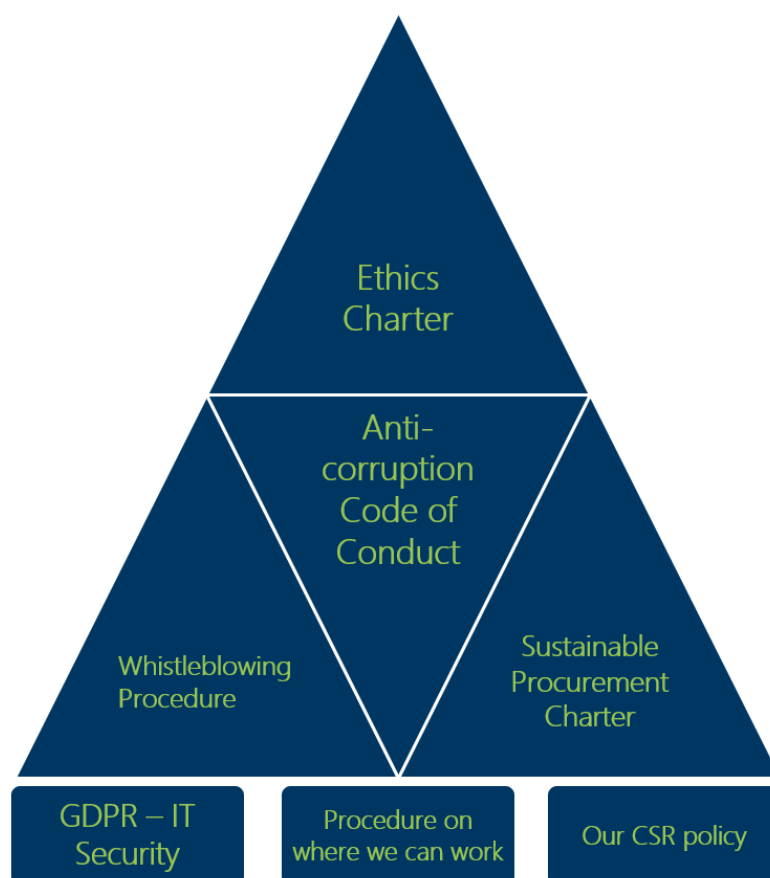 Ethics
Charter
Anti-
corruption
Code of
Conduct
Whistleblowing
Procedure
Sustainable
Procurement
Charter
GDPR – IT
Security
Procedure on
where we can work
Our CSR policy